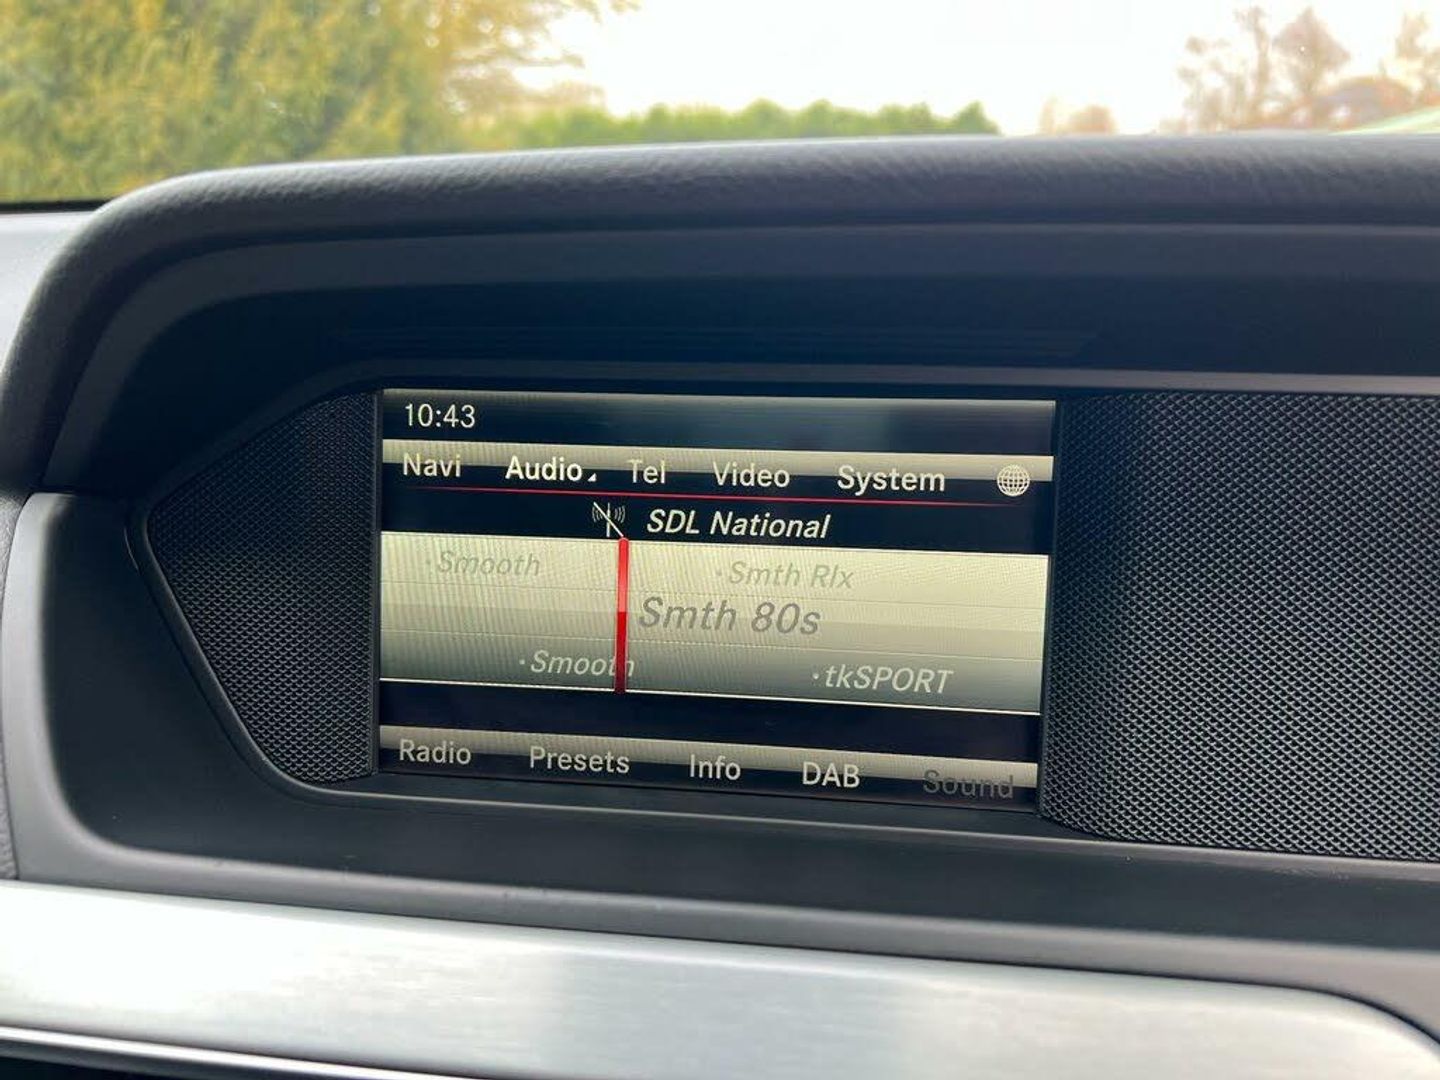 10:43
Navi Audio Tel Video System
SDL National
·Smooth ·Smth Rlx
Smth 80s
·Smooth ·tkSPORT
Radio Presets Info DAB Sound